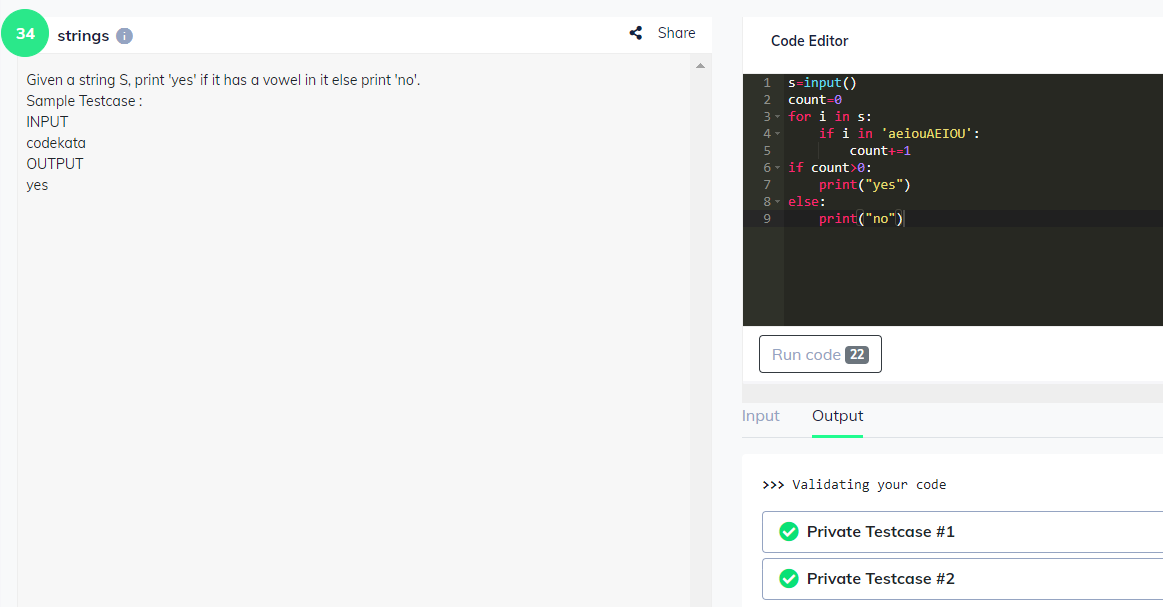 34 strings i Share
Given a string S, print 'yes' if it has a vowel in it else print 'no'.
Sample Testcase :
INPUT
codekata
OUTPUT
yes
Code Editor
1 s=input()
2 count=0
3 for i in s:
4 if i in 'aeiouAEIOU':
5 count+=1
6 if count>0:
7 print("yes")
8 else:
9 print("no")
Run code 22
Input Output
>>> Validating your code
Private Testcase #1
Private Testcase #2